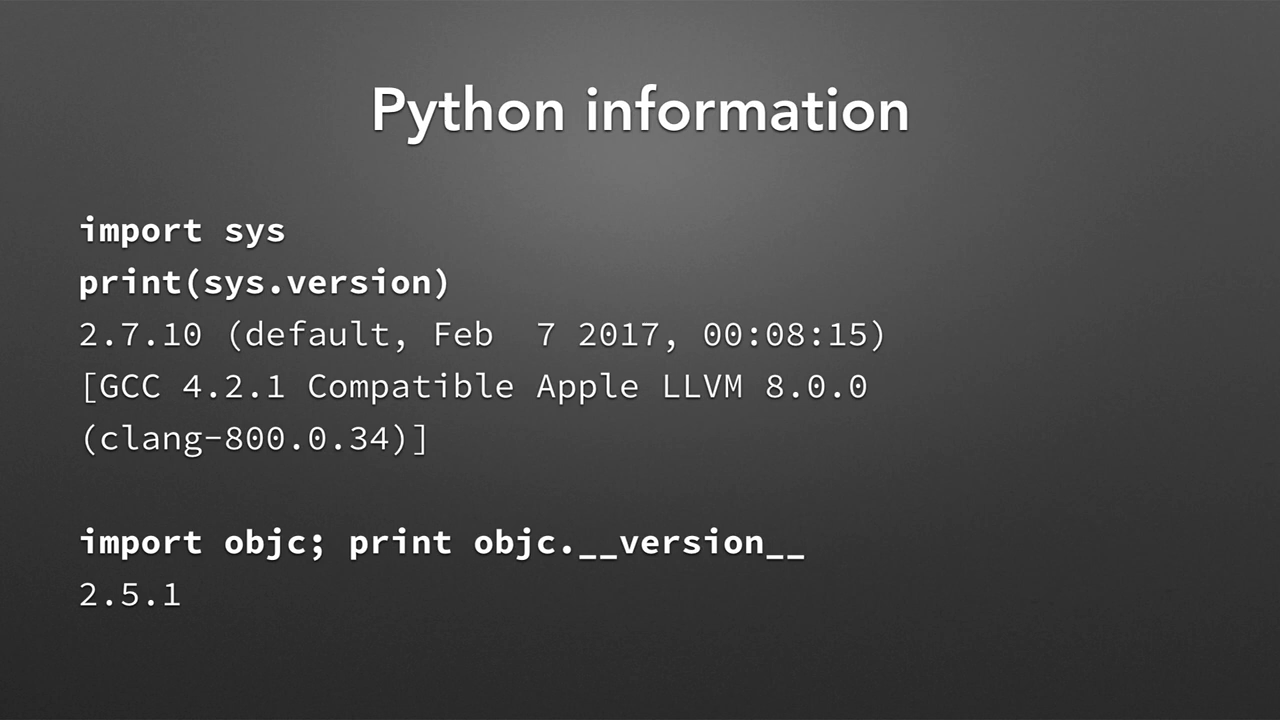 Python information
import sys
print(sys.version)
2.7.10 (default, Feb  7 2017, 00:08:15)
[GCC 4.2.1 Compatible Apple LLVM 8.0.0
(clang-800.0.34)]
import objc; print objc.__version__
2.5.1